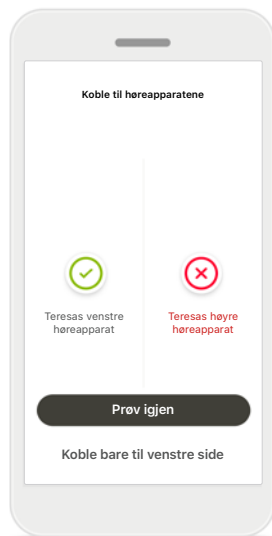 Koble til høreapparatene
Teresas venstre
høreapparat
Teresas høyre
høreapparat
Prøv igjen
Koble bare til venstre side